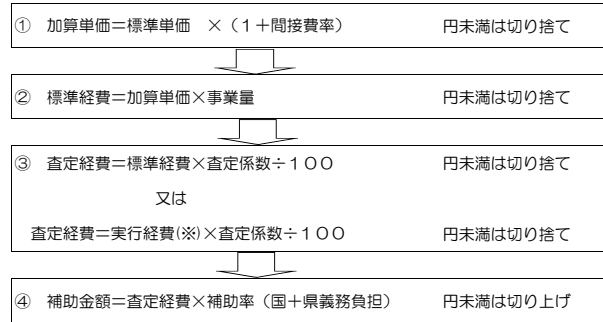 ① 加算単価=標準単価 ×(1+間接費率) 円未満は切り捨て
② 標準経費=加算単価×事業量 円未満は切り捨て
③ 査定経費=標準経費×査定係数÷100 円未満は切り捨て
又は
査定経費=実行経費(※)×査定係数÷100 円未満は切り捨て
④ 補助金額=査定経費×補助率(国+県義務負担) 円未満は切り上げ